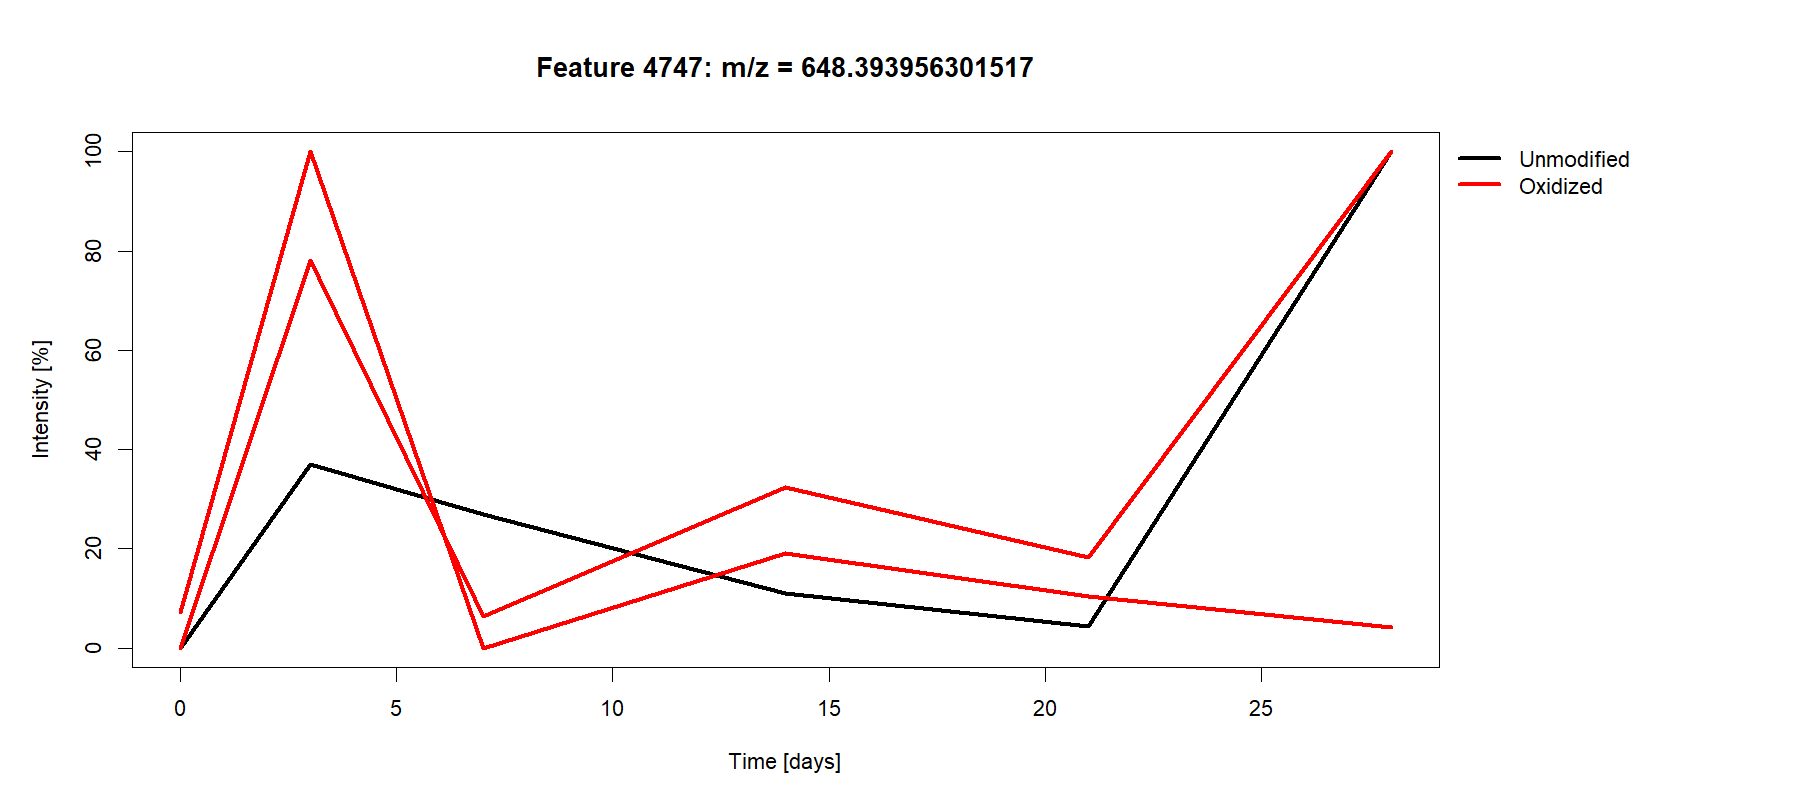 Feature 4747: m/z = 648.393956301517
Unmodified
Oxidized
Intensity [%]
100
80
60
40
20
0
0 5 10 15 20 25
Time [days]